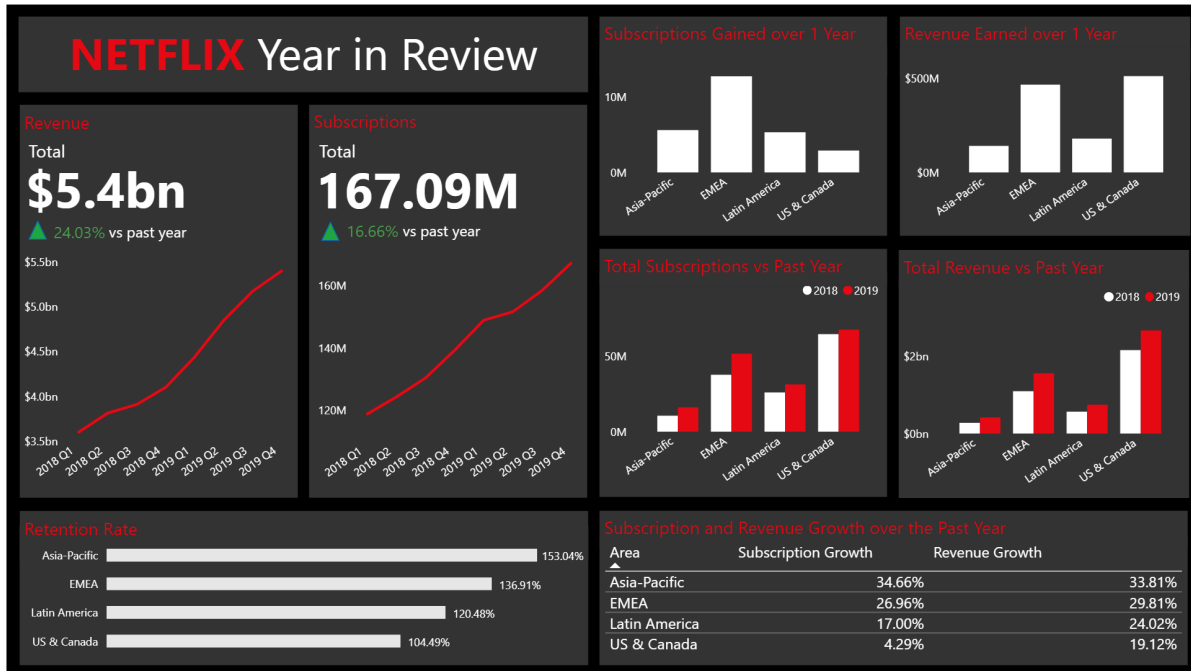 NETFLIX Year in Review
Revenue
Total
$5.4bn
24.03% vs past year
$5.5bn
$5.0bn
$4.5bn
$4.0bn
$3.5bn
2018 Q1 2018 Q2 2018 Q3 2018 Q4 2019 Q1 2019 Q2 2019 Q3 2019 Q4
Subscriptions
Total
167.09M
16.66% vs past year
160M
140M
120M
2018 Q1 2018 Q2 2018 Q3 2018 Q4 2019 Q1 2019 Q2 2019 Q3 2019 Q4
Subscriptions Gained over 1 Year
10M
0M
Asia-Pacific EMEA Latin America US & Canada
Revenue Earned over 1 Year
$500M
$0M
Asia-Pacific EMEA Latin America US & Canada
Total Subscriptions vs Past Year
2018 2019
50M
0M
Asia-Pacific EMEA Latin America US & Canada
Total Revenue vs Past Year
2018 2019
$2bn
$0bn
Asia-Pacific EMEA Latin America US & Canada
Retention Rate
Asia-Pacific 153.04%
EMEA 136.91%
Latin America 120.48%
US & Canada 104.49%
Subscription and Revenue Growth over the Past Year
Area Subscription Growth Revenue Growth
Asia-Pacific 34.66% 33.81%
EMEA 26.96% 29.81%
Latin America 17.00% 24.02%
US & Canada 4.29% 19.12%